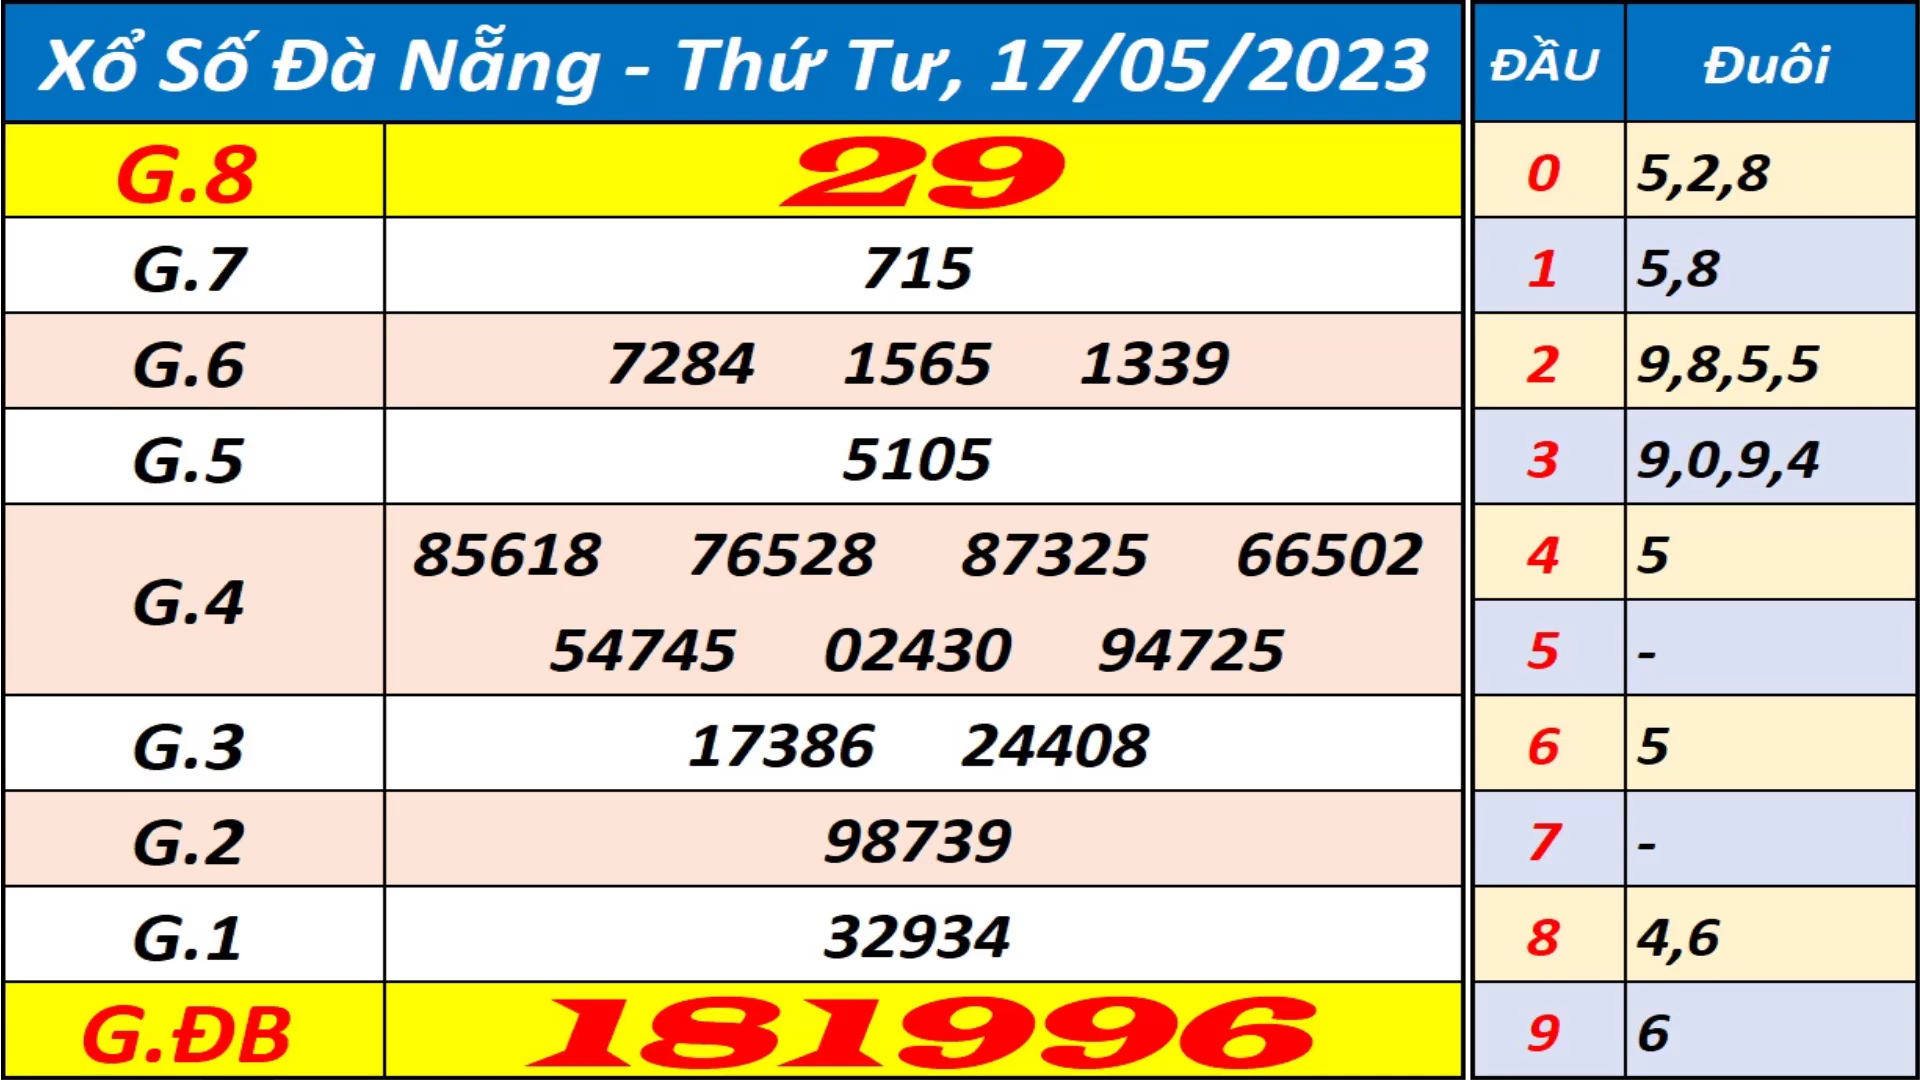 Xổ Số Đà Nẵng - Thứ Tư, 17/05/2023
G.8 29
G.7 715
G.6 7284 1565 1339
G.5 5105
G.4 85618 76528 87325 66502
54745 02430 94725
G.3 17386 24408
G.2 98739
G.1 32934
G.ĐB 181996
ĐẦU Đuôi
0 5,2,8
1 5,8
2 9,8,5,5
3 9,0,9,4
4 5
5 -
6 5
7 -
8 4,6
9 6